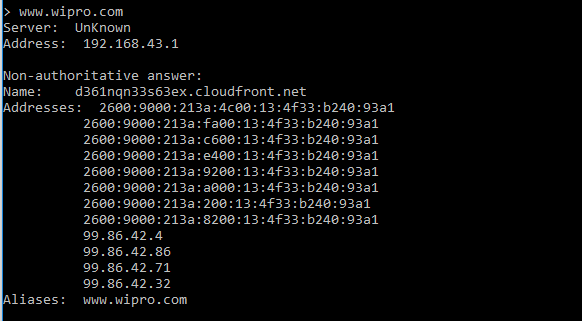 > www.wipro.com
Server:  UnKnown
Address:  192.168.43.1

Non-authoritative answer:
Name:    d361nqn33s63ex.cloudfront.net
Addresses:  2600:9000:213a:4c00:13:4f33:b240:93a1
          2600:9000:213a:fa00:13:4f33:b240:93a1
          2600:9000:213a:c600:13:4f33:b240:93a1
          2600:9000:213a:e400:13:4f33:b240:93a1
          2600:9000:213a:9200:13:4f33:b240:93a1
          2600:9000:213a:a000:13:4f33:b240:93a1
          2600:9000:213a:200:13:4f33:b240:93a1
          2600:9000:213a:8200:13:4f33:b240:93a1
          99.86.42.4
          99.86.42.86
          99.86.42.71
          99.86.42.32
Aliases:  www.wipro.com